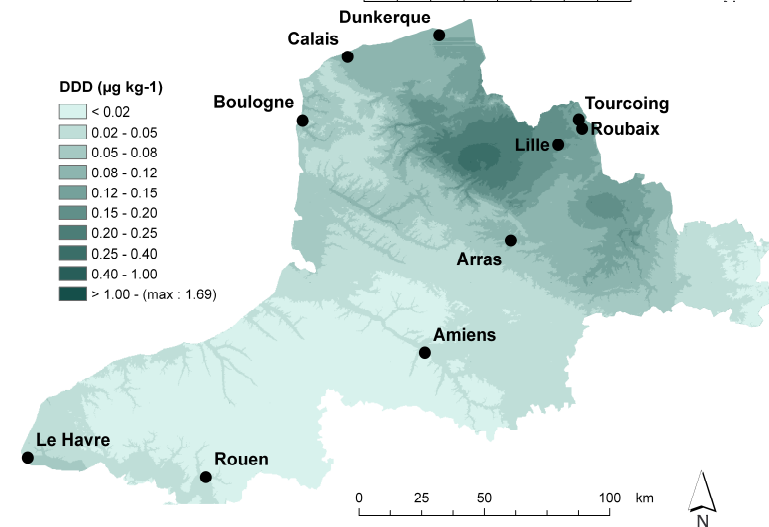 Dunkerque
Calais
DDD (µg kg-1)
< 0.02
0.02 - 0.05
0.05 - 0.08
0.08 - 0.12
0.12 - 0.15
0.15 - 0.20
0.20 - 0.25
0.25 - 0.40
0.40 - 1.00
> 1.00 - (max : 1.69)
Boulogne
Tourcoing
Roubaix
Lille
Arras
Amiens
Le Havre
Rouen
0 25 50 100 km
N